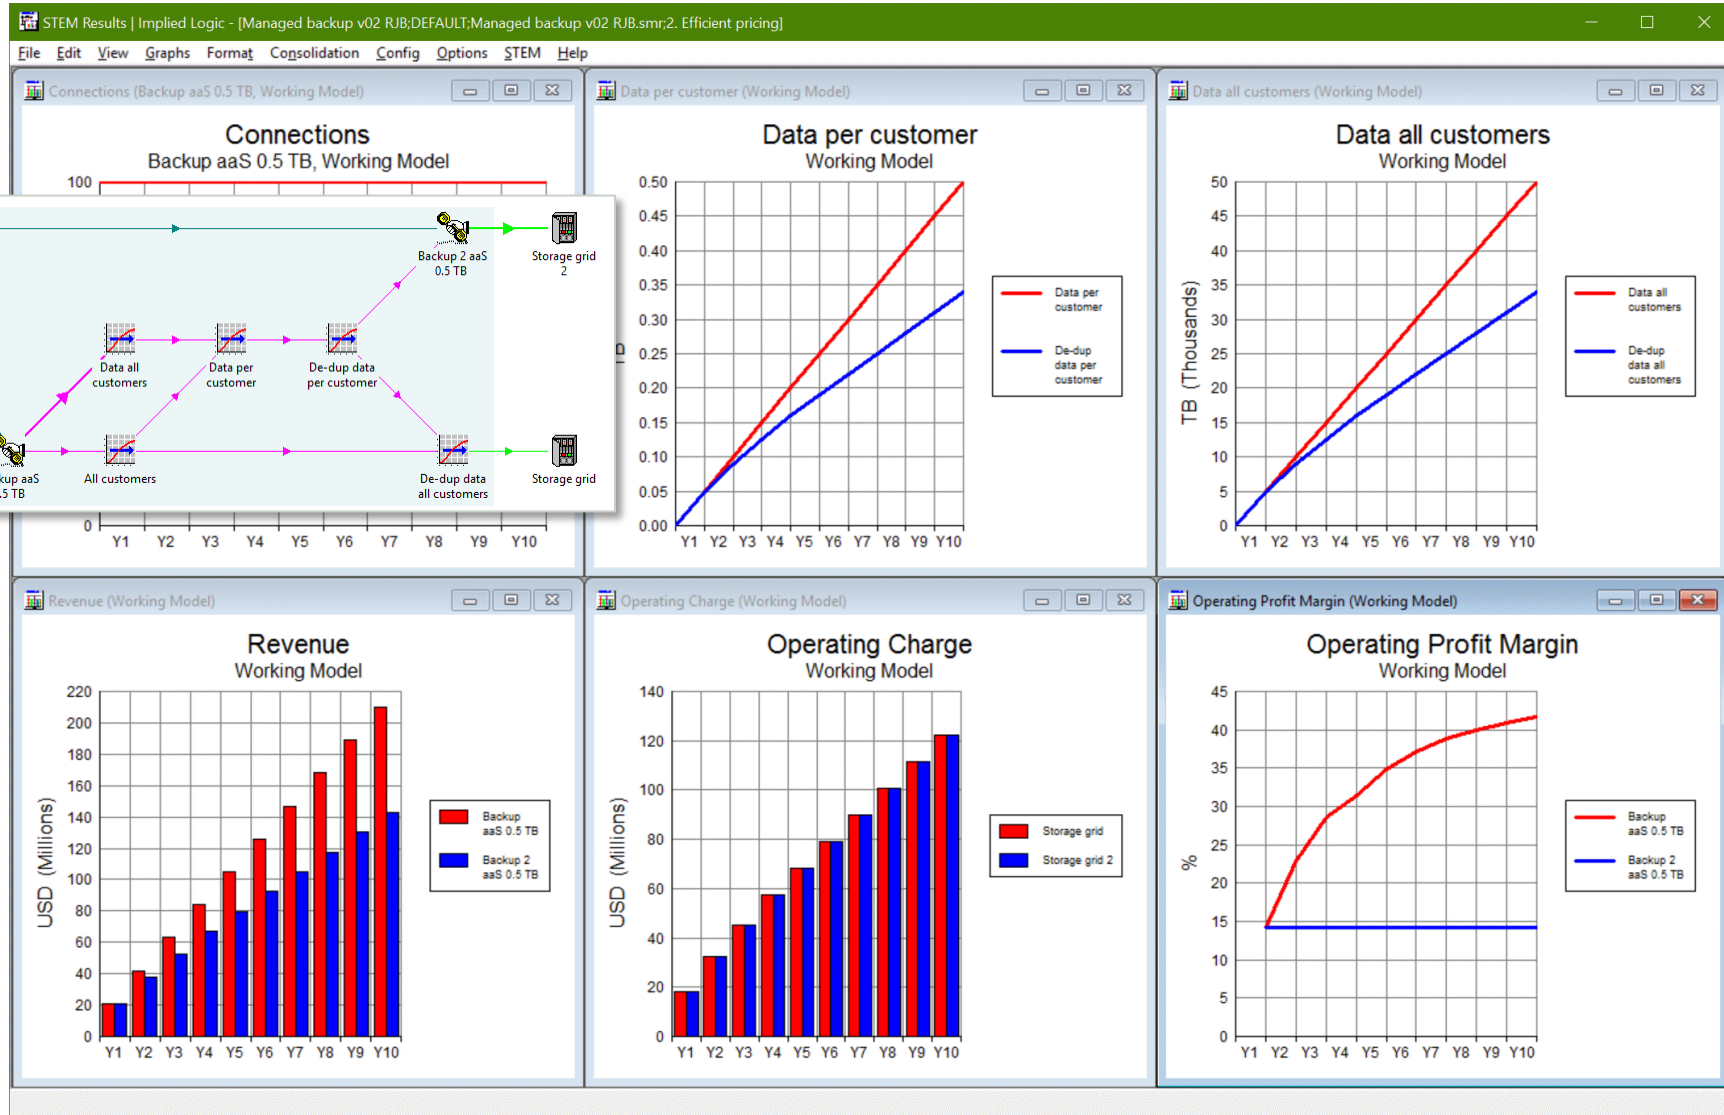 STEM Results | Implied Logic - [Managed backup v02 RJB;DEFAULT;Managed backup v02 RJB.smr;2. Efficient pricing]
File Edit View Graphs Format Consolidation Config Options STEM Help
Connections (Backup aaS 0.5 TB, Working Model)
Connections
Backup aaS 0.5 TB, Working Model
100
0
Y1 Y2 Y3 Y4 Y5 Y6 Y7 Y8 Y9 Y10
Backup 2 aaS
0.5 TB
Storage grid
2
Data all
customers
Data per
customer
De-dup data
per customer
kup aaS
.5 TB
All customers
De-dup data
all customers
Storage grid
Data per customer (Working Model)
Data per customer
Working Model
0.50
0.45
0.40
0.35
0.30
0.25
0.20
0.15
0.10
0.05
0.00
Y1 Y2 Y3 Y4 Y5 Y6 Y7 Y8 Y9 Y10
Data per
customer
De-dup
data per
customer
Data all customers (Working Model)
Data all customers
Working Model
TB (Thousands)
50
45
40
35
30
25
20
15
10
5
0
Y1 Y2 Y3 Y4 Y5 Y6 Y7 Y8 Y9 Y10
Data all
customers
De-dup
data all
customers
Revenue (Working Model)
Revenue
Working Model
USD (Millions)
220
200
180
160
140
120
100
80
60
40
20
0
Y1 Y2 Y3 Y4 Y5 Y6 Y7 Y8 Y9 Y10
Backup
aaS 0.5 TB
Backup 2
aaS 0.5 TB
Operating Charge (Working Model)
Operating Charge
Working Model
USD (Millions)
140
120
100
80
60
40
20
0
Y1 Y2 Y3 Y4 Y5 Y6 Y7 Y8 Y9 Y10
Storage grid
Storage grid 2
Operating Profit Margin (Working Model)
Operating Profit Margin
Working Model
%
45
40
35
30
25
20
15
10
5
0
Y1 Y2 Y3 Y4 Y5 Y6 Y7 Y8 Y9 Y10
Backup
aaS 0.5 TB
Backup 2
aaS 0.5 TB